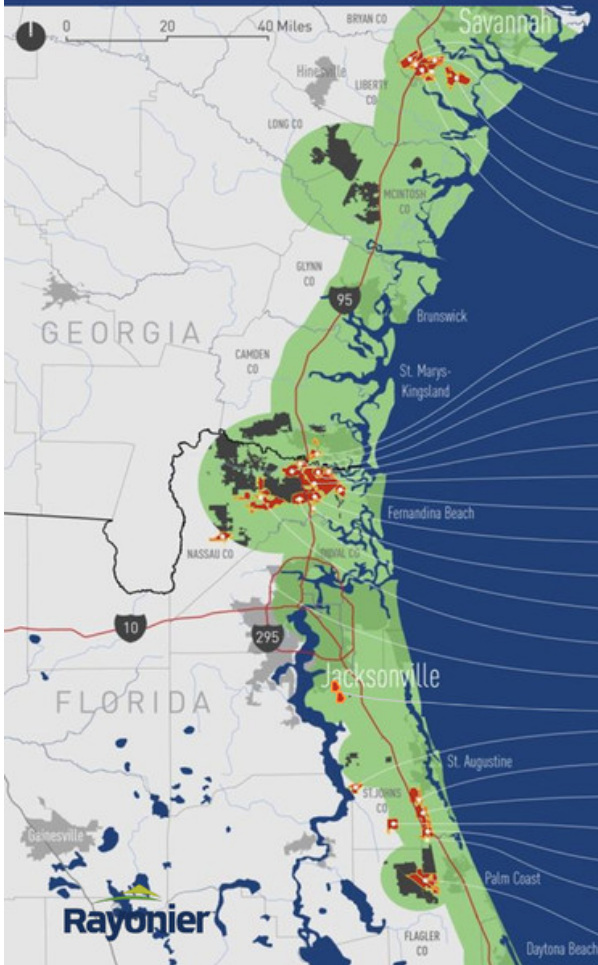 0
20
40 Miles
BRYAN CO
Savannah
Hinesville
LIBERTY
CO
LONG CO
MCINTOSH
CO
GLYNN
CO
95
Brunswick
GEORGIA
CAMDEN
CO
St. Marys-
Kingsland
Fernandina Beach
NASSAU CO
DUVAL CO
10
295
Jacksonville
FLORIDA
St. Augustine
ST.JOHNS
CO
Gainesville
Palm Coast
Rayonier
FLAGLER
CO
Daytona Beach